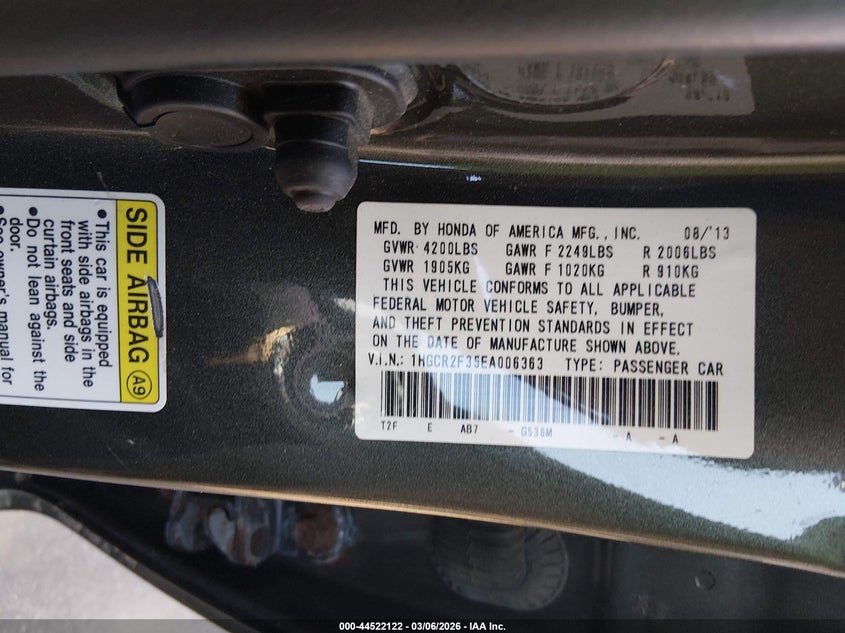 MFD. BY HONDA OF AMERICA MFG., INC. 08/'13
GVWR 4200LBS GAWR F 2249LBS R 2006LBS
GVWR 1905KG GAWR F 1020KG R 910KG
THIS VEHICLE CONFORMS TO ALL APPLICABLE
FEDERAL MOTOR VEHICLE SAFETY, BUMPER,
AND THEFT PREVENTION STANDARDS IN EFFECT
ON THE DATE OF MANUFACTURE SHOWN ABOVE.
V.I.N.: 1HGCR2F35EA006363 TYPE: PASSENGER CAR
T2F E AB7 - G536M - A - A
SIDE AIRBAG A9
• This car is equipped
with side airbags in the
front seats and side
curtain airbags.
• Do not lean against the
door.
• See owner's manual for
000-44522122 - 03/06/2026 - IAA Inc.